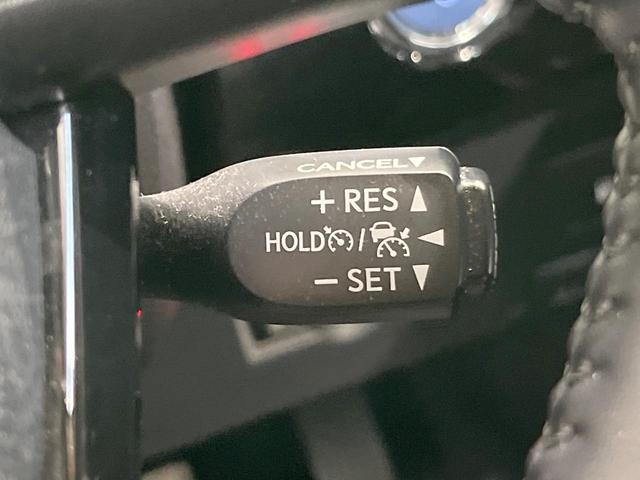 CANCEL▼
+ RES ▲
HOLD / ◀
− SET ▼